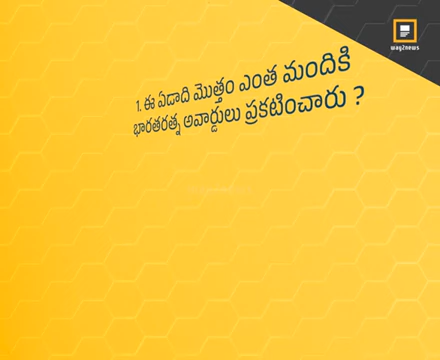 way2news
1. ఈ ఏడాది మొత్తం ఎంత మందికి
భారతరత్న అవార్డులు ప్రకటించారు ?